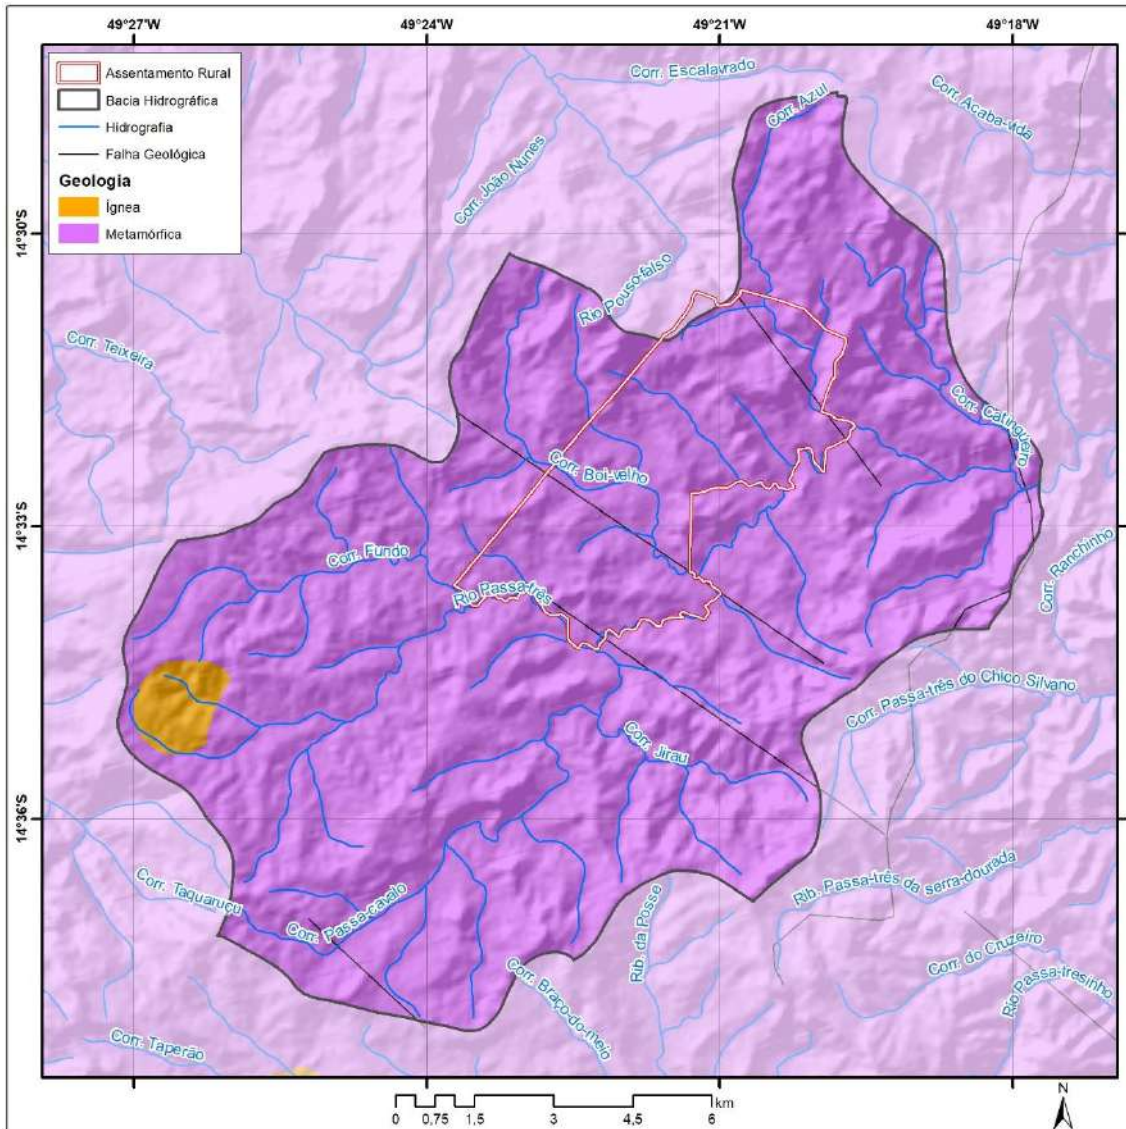 49°27'W
49°24'W
49°21'W
49°18'W
Assentamento Rural
Bacia Hidrográfica
Hidrografia
Falha Geológica
Geologia
Ígnea
Metamórfica
Corr. Escalavrado
Corr. Azul
Corr. Acaba-vida
Corr. João Nunes
14°30'S
Rio Pouso-falso
Corr. Teixeira
Corr. Catingueiro
Corr. Boi-velho
14°33'S
Corr. Fundo
Rio Passa-três
Corr. Ranchinho
Corr. Passa-três do Chico Silvano
Corr. Jirau
14°36'S
Corr. Taquaruçu
Corr. Passa-cavalo
Rib. da Posse
Rib. Passa-três da serra-dourada
Corr. do Cruzeiro
Rio Passa-tresinho
Corr. Braço-do-meio
Corr. Taperão
0 0,75 1,5 3 4,5 6 km
N